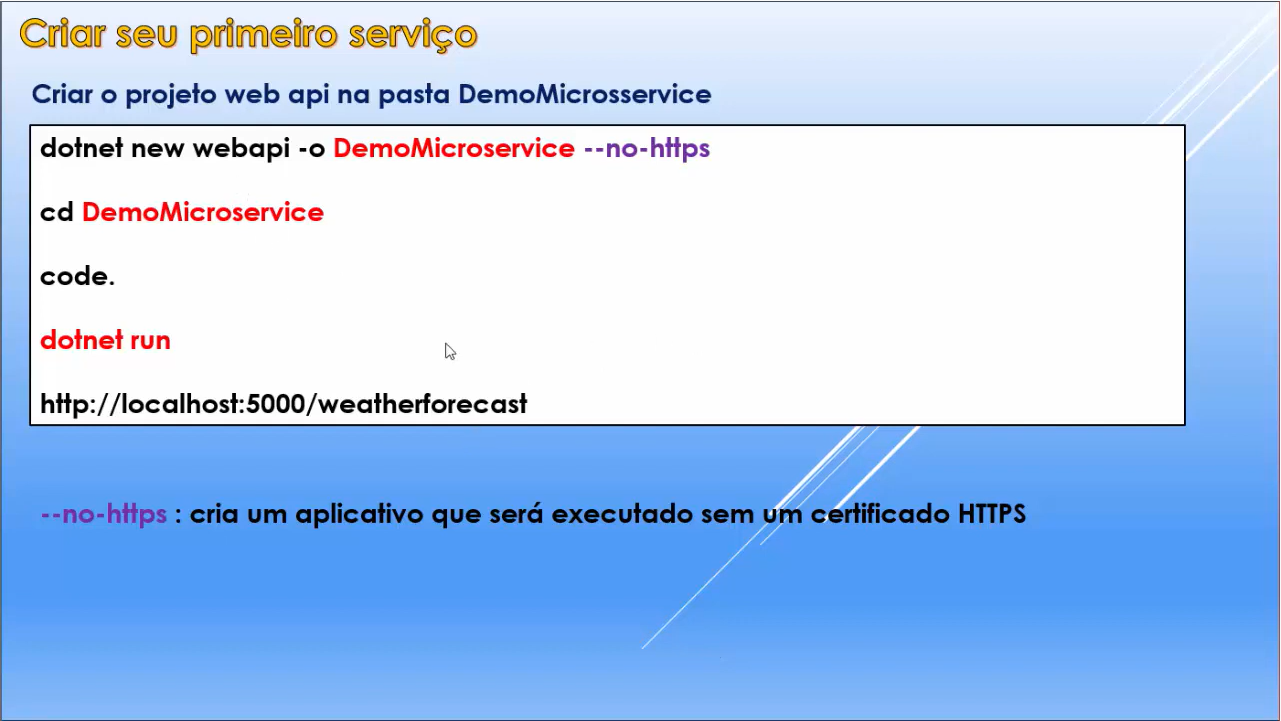 Criar seu primeiro serviço
Criar o projeto web api na pasta DemoMicrosservice
dotnet new webapi -o DemoMicroservice --no-https
cd DemoMicroservice
code.
dotnet run
http://localhost:5000/weatherforecast
--no-https : cria um aplicativo que será executado sem um certificado HTTPS